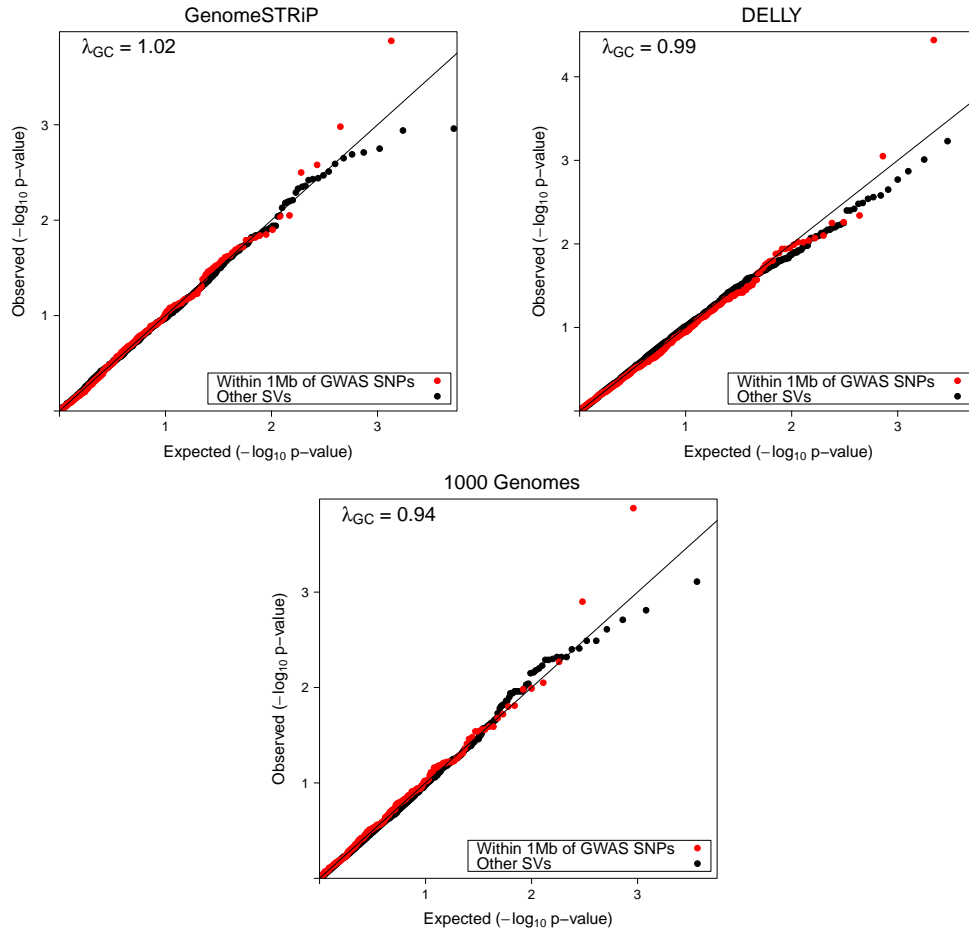 GenomeSTRiP
λGC = 1.02
3
2
1
Observed (−log10 p−value)
Within 1Mb of GWAS SNPs
Other SVs
1 2 3
Expected (−log10 p−value)
DELLY
λGC = 0.99
4
3
2
1
Observed (−log10 p−value)
Within 1Mb of GWAS SNPs
Other SVs
1 2 3
Expected (−log10 p−value)
1000 Genomes
λGC = 0.94
3
2
1
Observed (−log10 p−value)
Within 1Mb of GWAS SNPs
Other SVs
1 2 3
Expected (−log10 p−value)